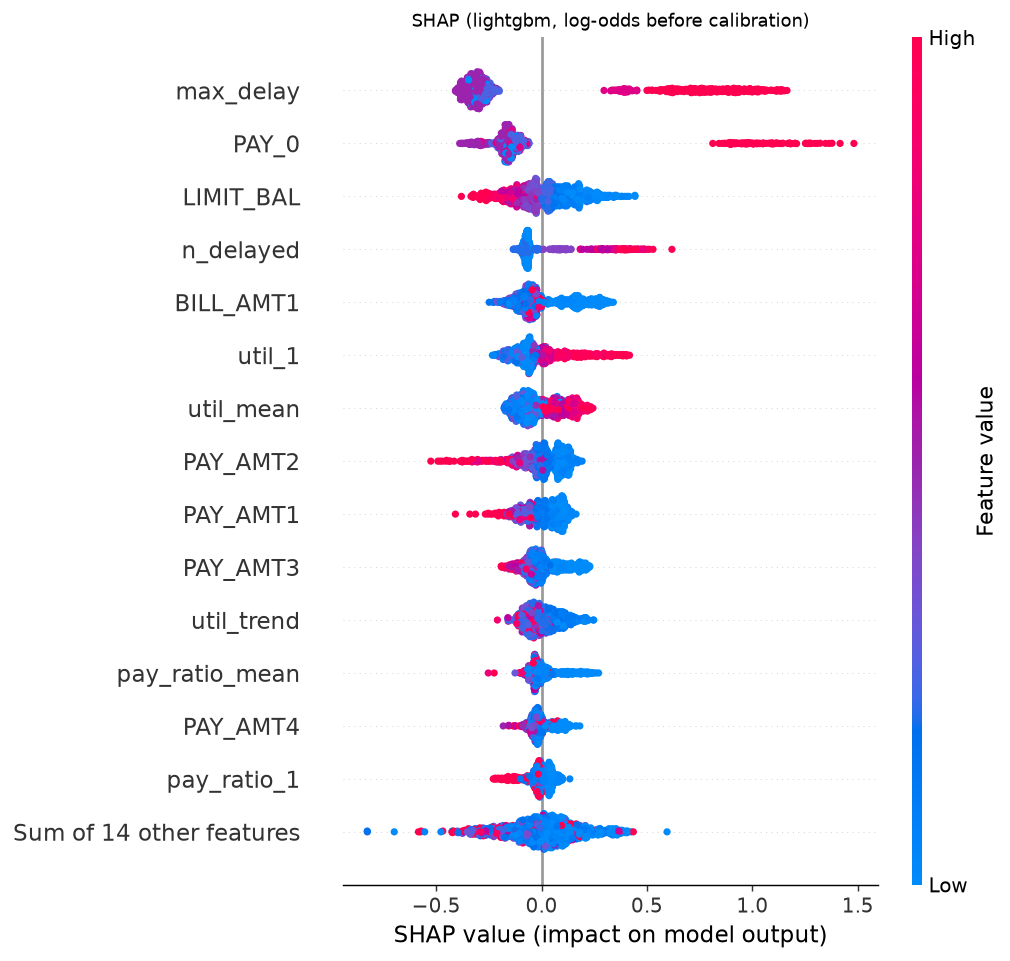 SHAP (lightgbm, log-odds before calibration)
High
max_delay
PAY_0
LIMIT_BAL
n_delayed
BILL_AMT1
util_1
util_mean
PAY_AMT2
PAY_AMT1
PAY_AMT3
util_trend
pay_ratio_mean
PAY_AMT4
pay_ratio_1
Sum of 14 other features
Feature value
Low
−0.5 0.0 0.5 1.0 1.5
SHAP value (impact on model output)